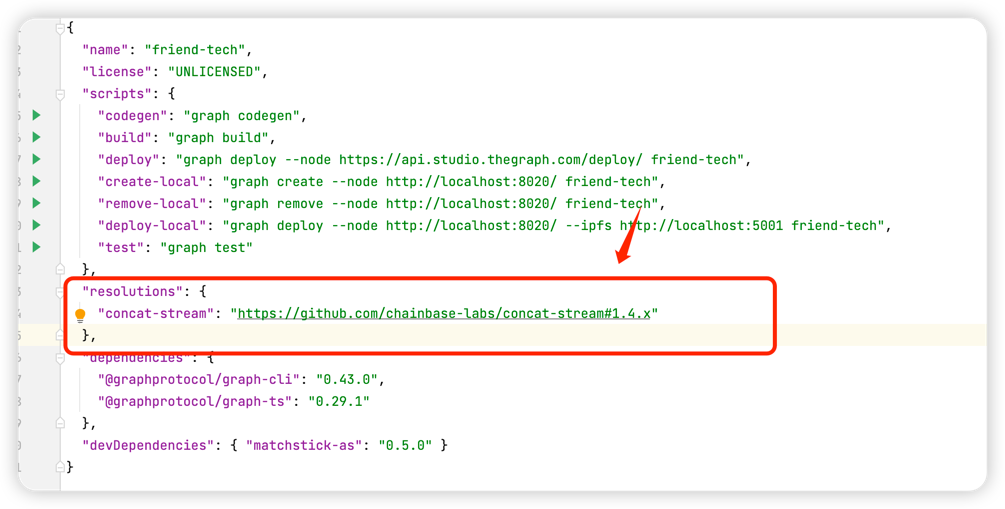 {
"name": "friend-tech",
"license": "UNLICENSED",
"scripts": {
"codegen": "graph codegen",
"build": "graph build",
"deploy": "graph deploy --node https://api.studio.thegraph.com/deploy/ friend-tech",
"create-local": "graph create --node http://localhost:8020/ friend-tech",
"remove-local": "graph remove --node http://localhost:8020/ friend-tech",
"deploy-local": "graph deploy --node http://localhost:8020/ --ipfs http://localhost:5001 friend-tech",
"test": "graph test"
},
"resolutions": {
"concat-stream": "https://github.com/chainbase-labs/concat-stream#1.4.x"
},
"dependencies": {
"@graphprotocol/graph-cli": "0.43.0",
"@graphprotocol/graph-ts": "0.29.1"
},
"devDependencies": { "matchstick-as": "0.5.0" }
}